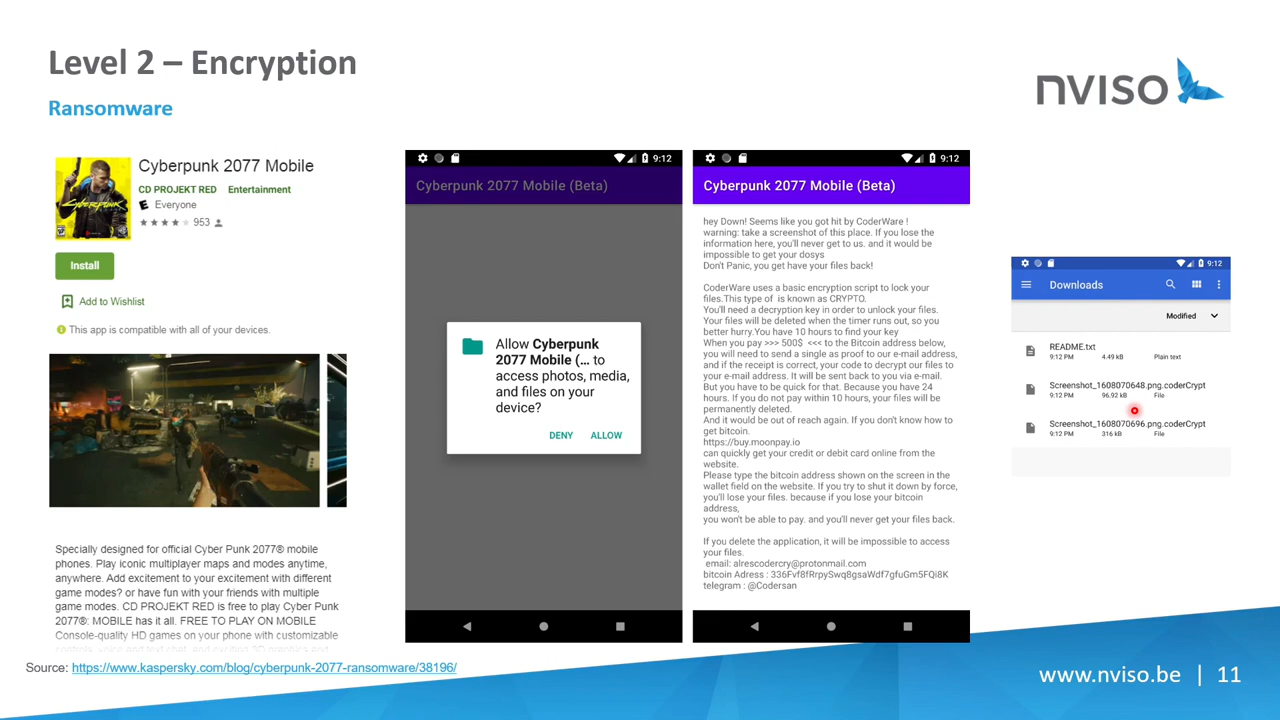 Level 2 – Encryption
Ransomware
nviso
Cyberpunk 2077 Mobile
CD PROJEKT RED Entertainment
E Everyone
953
Install
Add to Wishlist
This app is compatible with all of your devices.
Specially designed for official Cyber Punk 2077® mobile
phones. Play iconic multiplayer maps and modes anytime,
anywhere. Add excitement to your excitement with different
game modes? or have fun with your friends with multiple
game modes. CD PROJEKT RED is free to play Cyber Punk
2077®: MOBILE has it all. FREE TO PLAY ON MOBILE
Console-quality HD games on your phone with customizable
controls, voice and text chat, and exciting 3D graphics and
9:12
Cyberpunk 2077 Mobile (Beta)
Allow Cyberpunk
2077 Mobile (... to
access photos, media,
and files on your
device?
DENY ALLOW
9:12
Cyberpunk 2077 Mobile (Beta)
hey Down! Seems like you got hit by CoderWare !
warning: take a screenshot of this place. If you lose the
information here, you'll never get to us. and it would be
impossible to get your dosys
Don't Panic, you get have your files back!
CoderWare uses a basic encryption script to lock your
files.This type of is known as CRYPTO.
You'll need a decryption key in order to unlock your files.
Your files will be deleted when the timer runs out, so you
better hurry.You have 10 hours to find your key
When you pay >>> 500$ <<< to the Bitcoin address below,
you will need to send a single as proof to our e-mail address,
and if the receipt is correct, your code to decrypt our files to
your e-mail address. It will be sent back to you via e-mail.
But you have to be quick for that. Because you have 24
hours. If you do not pay within 10 hours, your files will be
permanently deleted.
And it would be out of reach again. If you don't know how to
get bitcoin.
https://buy.moonpay.io
can quickly get your credit or debit card online from the
website.
Please type the bitcoin address shown on the screen in the
wallet field on the website. If you try to shut it down by force,
you'll lose your files. because if you lose your bitcoin
address,
you won't be able to pay. and you'll never get your files back.
If you delete the application, it will be impossible to access
your files.
email: alrescodercry@protonmail.com
bitcoin Adress : 336Fvf8fRrpySwq8gsaWdf7gfuGm5FQi8K
telegram : @Codersan
9:12
Downloads
Modified
README.txt
9:12 PM 4.49 kB Plain text
Screenshot_1608070648.png.coderCrypt
9:12 PM 96.92 kB File
Screenshot_1608070696.png.coderCrypt
9:12 PM 316 kB File
Source: https://www.kaspersky.com/blog/cyberpunk-2077-ransomware/38196/
www.nviso.be | 11